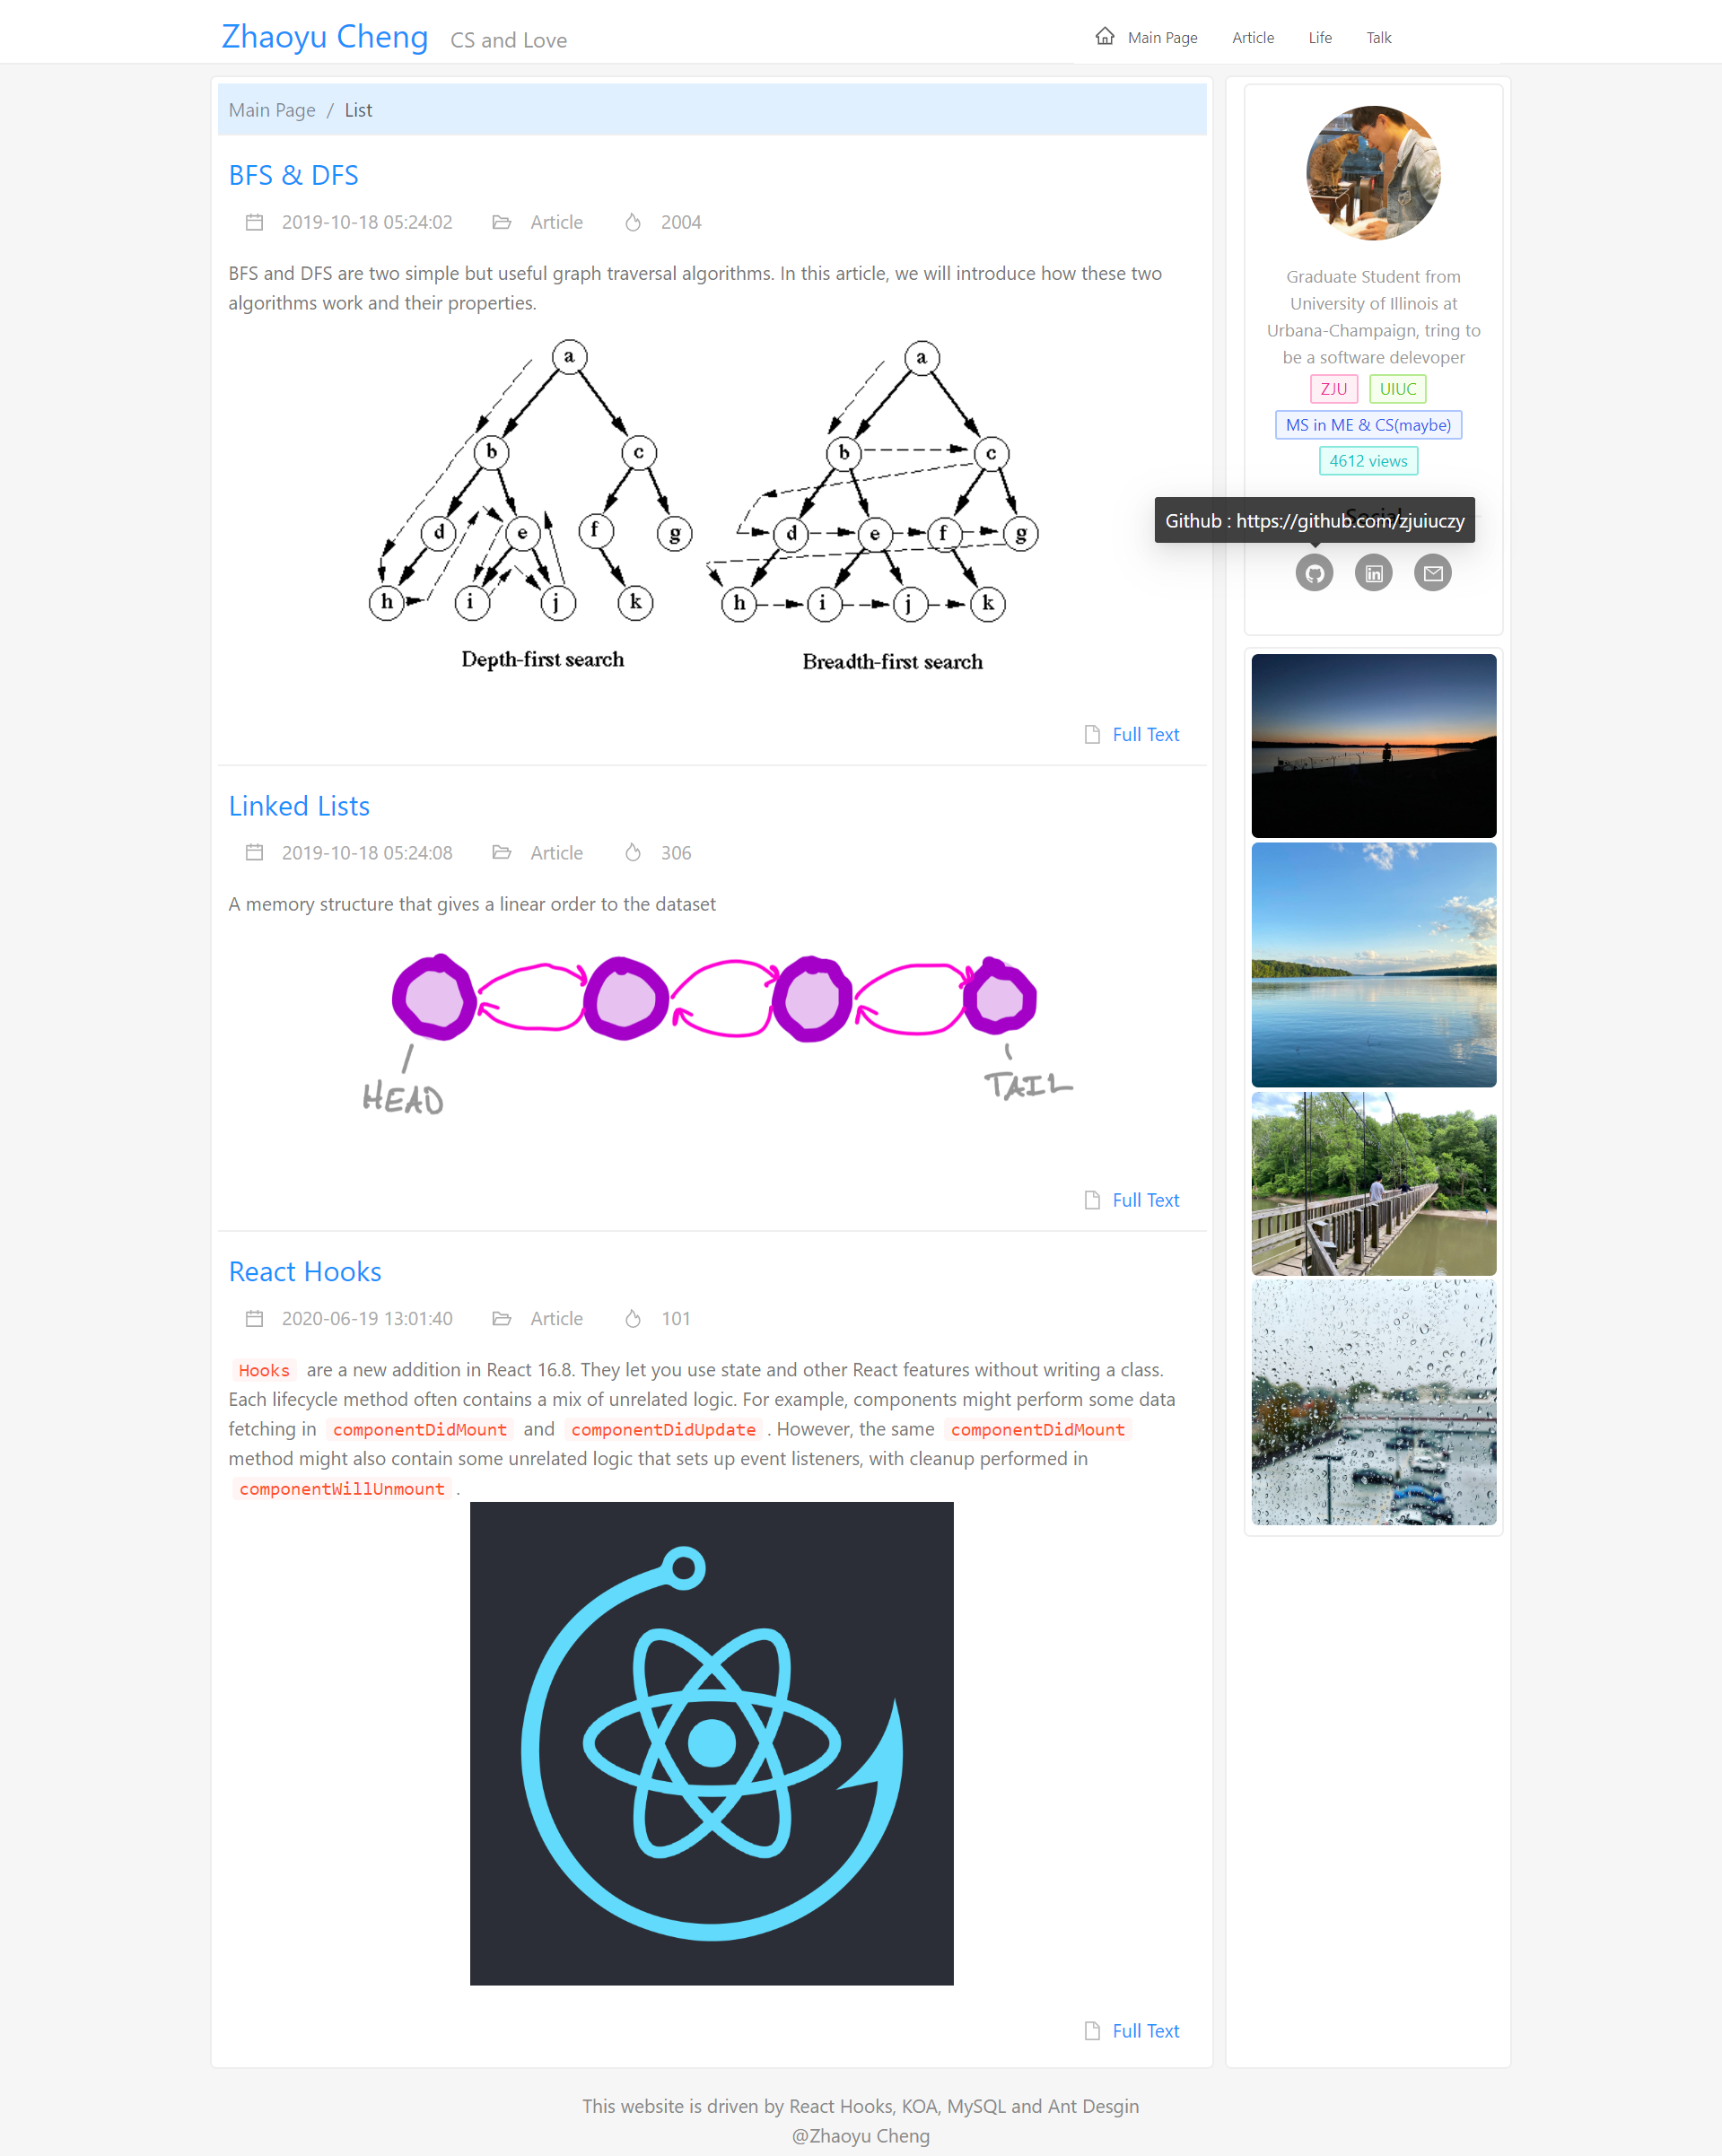 Zhaoyu Cheng CS and Love
Main Page Article Life Talk
Main Page / List
BFS & DFS
2019-10-18 05:24:02 Article 2004
BFS and DFS are two simple but useful graph traversal algorithms. In this article, we will introduce how these two
algorithms work and their properties.
a
b c
d e f g
h i j k
Depth-first search
a
b c
d e f g
h i j k
Breadth-first search
Full Text
Linked Lists
2019-10-18 05:24:08 Article 306
A memory structure that gives a linear order to the dataset
HEAD
TAIL
Full Text
React Hooks
2020-06-19 13:01:40 Article 101
Hooks are a new addition in React 16.8. They let you use state and other React features without writing a class.
Each lifecycle method often contains a mix of unrelated logic. For example, components might perform some data
fetching in componentDidMount and componentDidUpdate . However, the same componentDidMount
method might also contain some unrelated logic that sets up event listeners, with cleanup performed in
componentWillUnmount .
Full Text
Graduate Student from
University of Illinois at
Urbana-Champaign, tring to
be a software delevoper
ZJU UIUC
MS in ME & CS(maybe)
4612 views
Social
Github : https://github.com/zjuiuczy
in
This website is driven by React Hooks, KOA, MySQL and Ant Desgin
@Zhaoyu Cheng